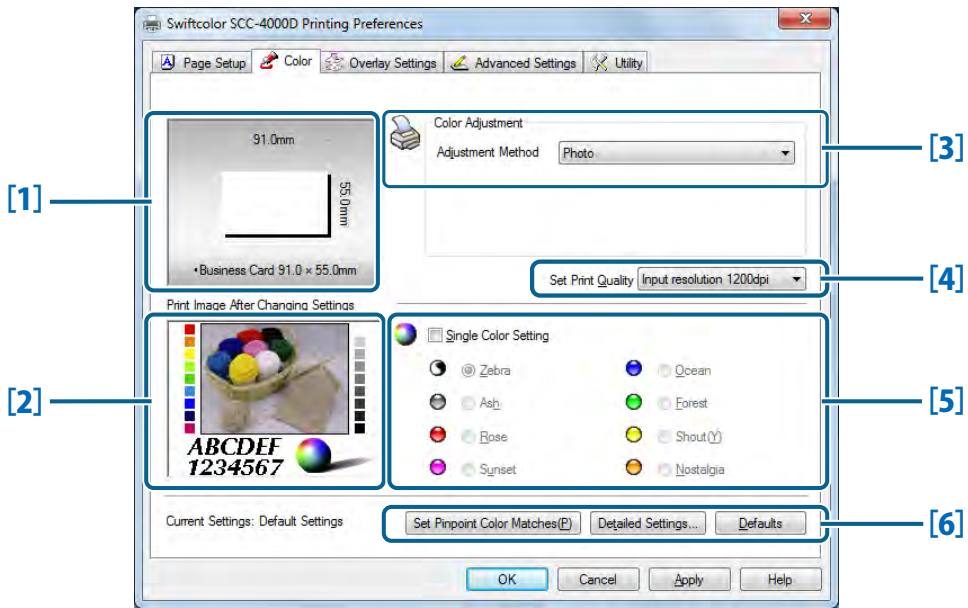 Swiftcolor SCC-4000D Printing Preferences
Page Setup Color Overlay Settings Advanced Settings Utility
91.0mm
55.0mm
•Business Card 91.0 × 55.0mm
[1]
Color Adjustment
Adjustment Method Photo
[3]
Set Print Quality Input resolution 1200dpi
[4]
Print Image After Changing Settings
ABCDEF
1234567
[2]
Single Color Setting
Zebra Ocean
Ash Forest
Rose Shout(Y)
Sunset Nostalgia
[5]
Current Settings: Default Settings
Set Pinpoint Color Matches(P) Detailed Settings... Defaults
[6]
OK Cancel Apply Help